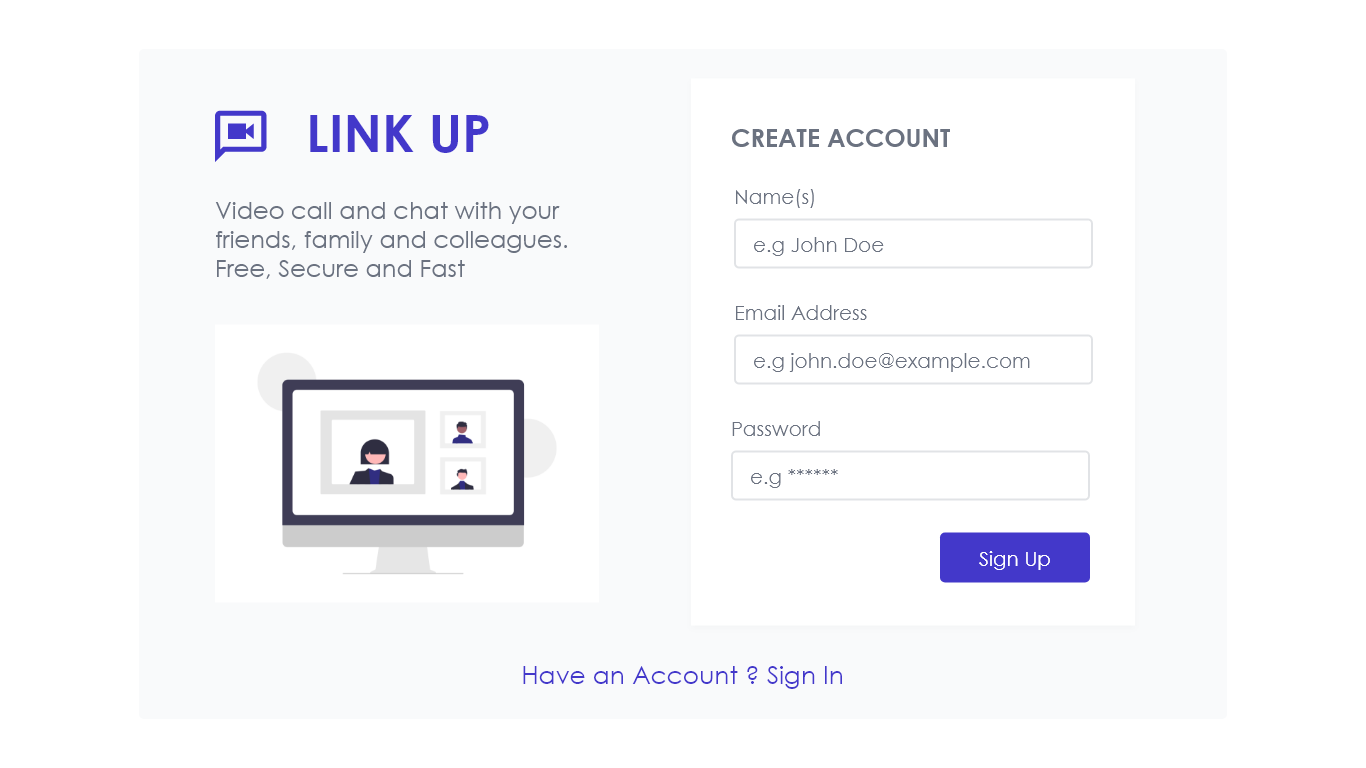 LINK UP
Video call and chat with your
friends, family and colleagues.
Free, Secure and Fast
CREATE ACCOUNT
Name(s)
e.g John Doe
Email Address
e.g john.doe@example.com
Password
e.g ******
Sign Up
Have an Account ? Sign In